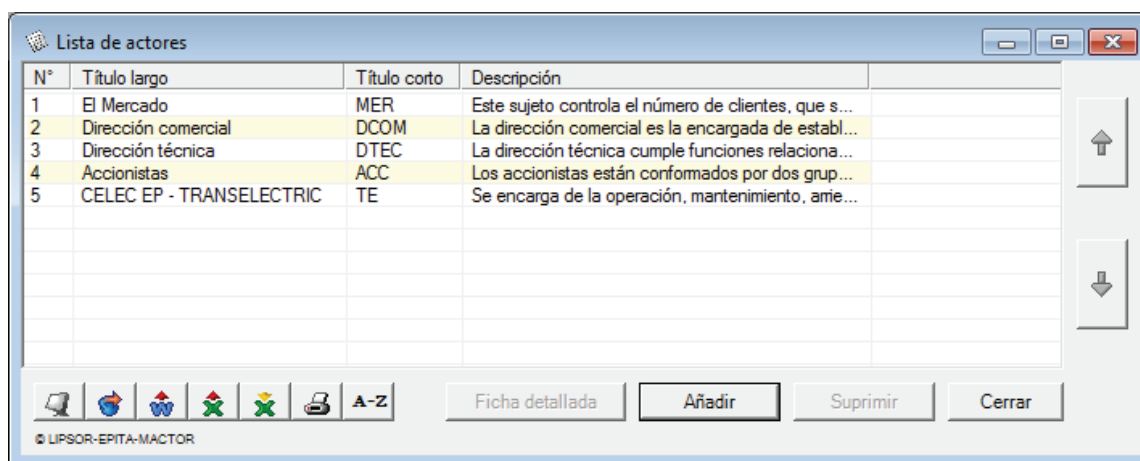 Lista de actores
N° Título largo Título corto Descripción
1 El Mercado MER Este sujeto controla el número de clientes, que s...
2 Dirección comercial DCOM La dirección comercial es la encargada de establ...
3 Dirección técnica DTEC La dirección técnica cumple funciones relaciona...
4 Accionistas ACC Los accionistas están conformados por dos grup...
5 CELEC EP - TRANSELECTRIC TE Se encarga de la operación, mantenimiento, arrie...
A-Z Ficha detallada Añadir Suprimir Cerrar
© LIPSOR-EPITA-MACTOR